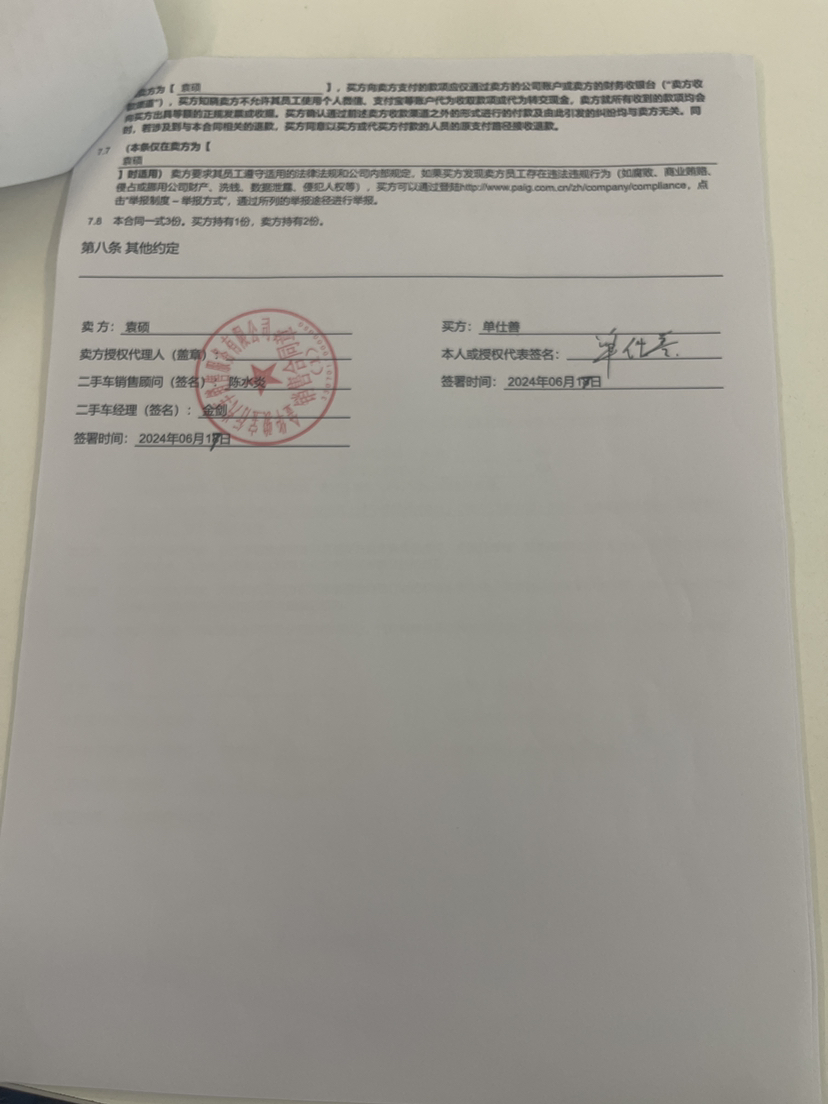 卖方为【 袁硕 】，买方向卖方支付的款项应仅通过卖方的公司账户或卖方的财务收银台（“卖方收
款渠道”），买方知晓卖方不允许其员工使用个人微信、支付宝等账户代为收取款项或代为转交现金，卖方就所有收到的款项均会
向买方出具等额的正规发票或收据。买方确认通过前述卖方收款渠道之外的形式进行的付款及由此引发的纠纷均与卖方无关。同
时，若涉及到与本合同相关的退款，买方同意以买方或代买方付款的人员的原支付路径接收退款。
7.7 （本条仅在卖方为【
袁硕
】时适用）卖方要求其员工遵守适用的法律法规和公司内部规定，如果买方发现卖方员工存在违法违规行为（如腐败、商业贿赂、
侵占或挪用公司财产、洗钱、数据泄露、侵犯人权等），买方可以通过登陆http://www.paig.com.cn/zh/company/compliance，点
击“举报制度－举报方式”，通过所列的举报途径进行举报。
7.8 本合同一式3份。买方持有1份，卖方持有2份。
第八条 其他约定
卖 方： 袁硕
买方： 单仕善
卖方授权代理人（盖章）：
本人或授权代表签名： 单仕善
二手车销售顾问（签名）： 陈水炎
签署时间： 2024年06月1日
二手车经理（签名）： 金剑
签署时间： 2024年06月1日
销售合同章